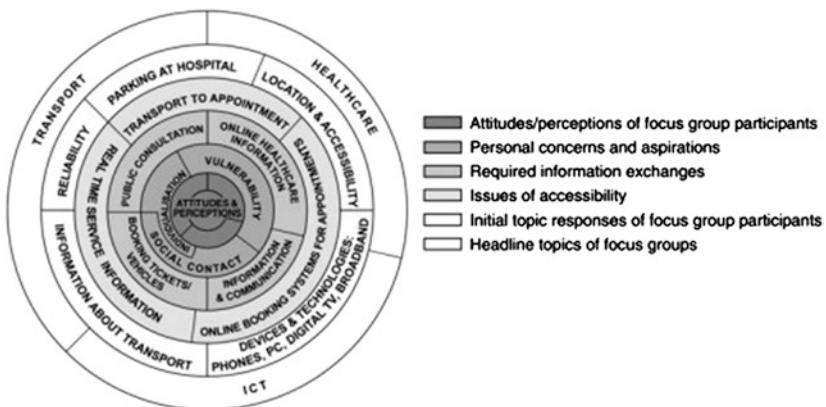 TRANSPORT
HEALTHCARE
PARKING AT HOSPITAL
LOCATION & ACCESSIBILITY
RELIABILITY
INFORMATION ABOUT TRANSPORT
DEVICES & TECHNOLOGIES:
PHONES, PC, DIGITAL TV, BROADBAND
ICT
TRANSPORT TO APPOINTMENT
REAL TIME SERVICE INFORMATION
ONLINE BOOKING SYSTEMS FOR APPOINTMENTS
PUBLIC CONSULTATION
ONLINE HEALTHCARE
INFORMATION
BOOKING TICKETS/
VEHICLES
INFORMATION
& COMMUNICATION
VULNERABILITY
SOCIAL CONTACT
ATTITUDES &
PERCEPTIONS
Attitudes/perceptions of focus group participants
Personal concerns and aspirations
Required information exchanges
Issues of accessibility
Initial topic responses of focus group participants
Headline topics of focus groups